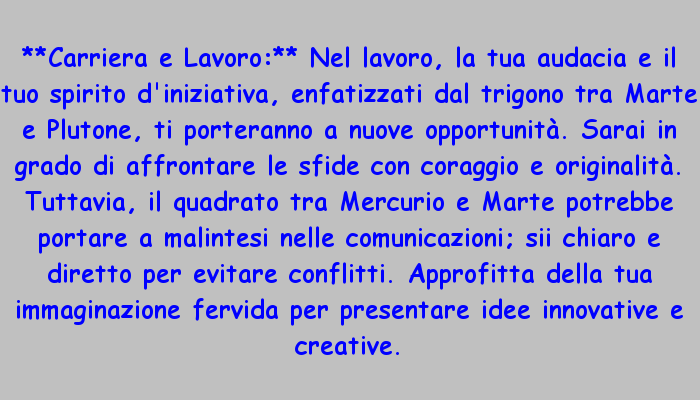 **Carriera e Lavoro:** Nel lavoro, la tua audacia e il
tuo spirito d'iniziativa, enfatizzati dal trigono tra Marte
e Plutone, ti porteranno a nuove opportunità. Sarai in
grado di affrontare le sfide con coraggio e originalità.
Tuttavia, il quadrato tra Mercurio e Marte potrebbe
portare a malintesi nelle comunicazioni; sii chiaro e
diretto per evitare conflitti. Approfitta della tua
immaginazione fervida per presentare idee innovative e
creative.